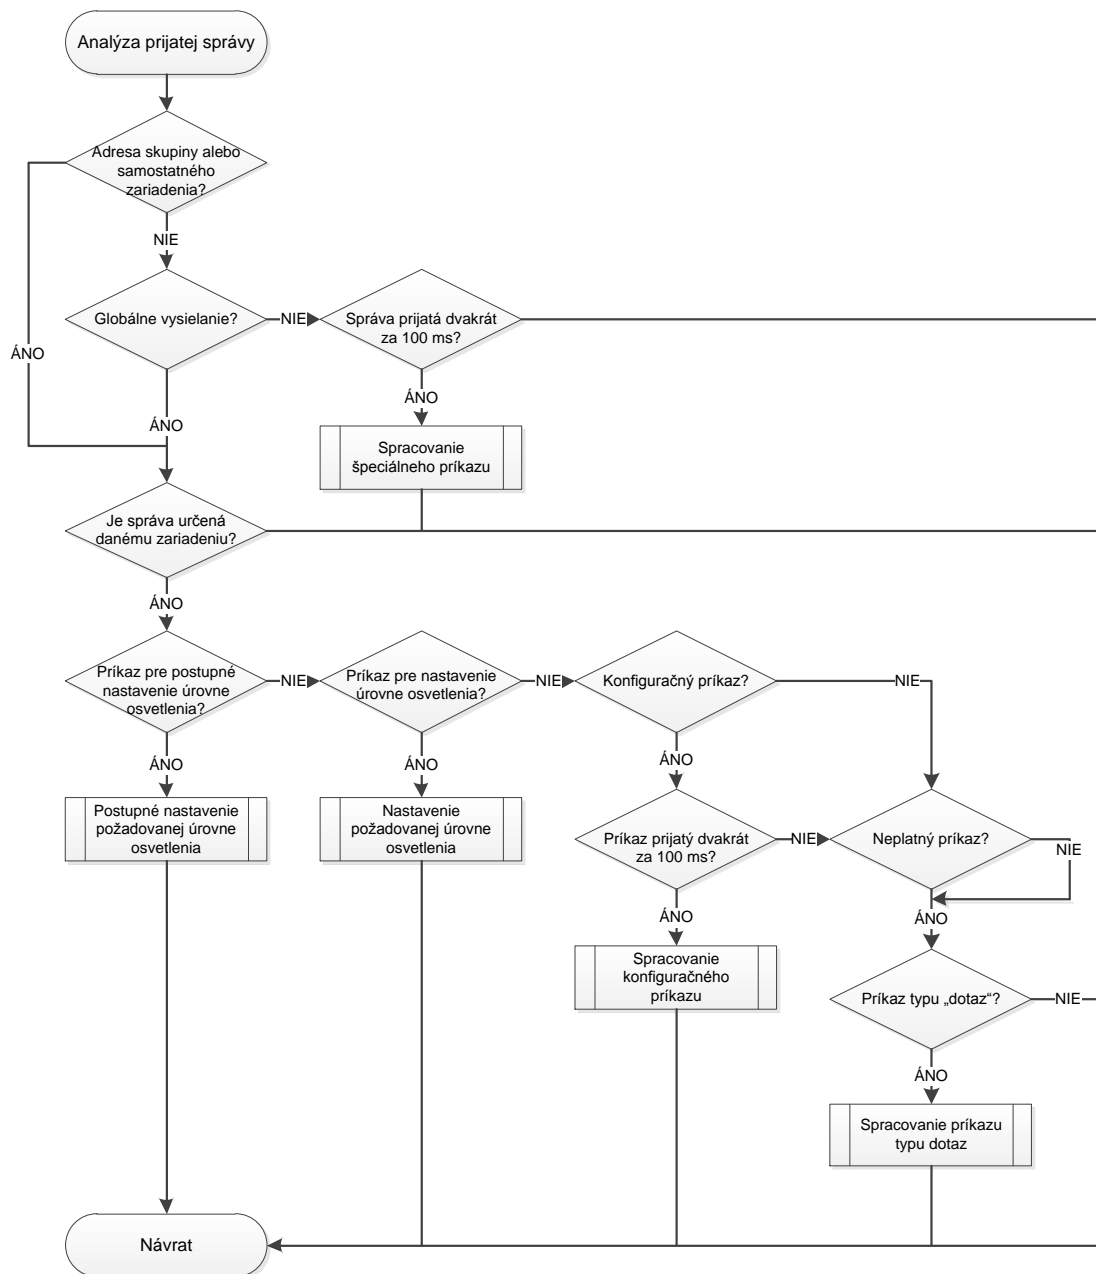 Analýza prijatej správy
Adresa skupiny alebo
samostatného
zariadenia?
NIE
ÁNO
Globálne vysielanie?
NIE
Správa prijatá dvakrát
za 100 ms?
ÁNO
ÁNO
Spracovanie
špeciálneho príkazu
Je správa určená
danému zariadeniu?
ÁNO
Príkaz pre postupné
nastavenie úrovne
osvetlenia?
NIE
Príkaz pre nastavenie
úrovne osvetlenia?
NIE
Konfiguračný príkaz?
NIE
ÁNO
ÁNO
ÁNO
Postupné nastavenie
požadovanej úrovne
osvetlenia
Nastavenie
požadovanej úrovne
osvetlenia
Príkaz prijatý dvakrát
za 100 ms?
NIE
Neplatný príkaz?
NIE
ÁNO
ÁNO
Spracovanie
konfiguračného
príkazu
Príkaz typu „dotaz“?
NIE
ÁNO
Spracovanie príkazu
typu dotaz
Návrat